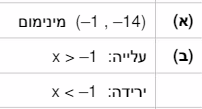 (א) (−1 , −14) מינימום
(ב) עלייה: x > −1
ירידה: x < −1